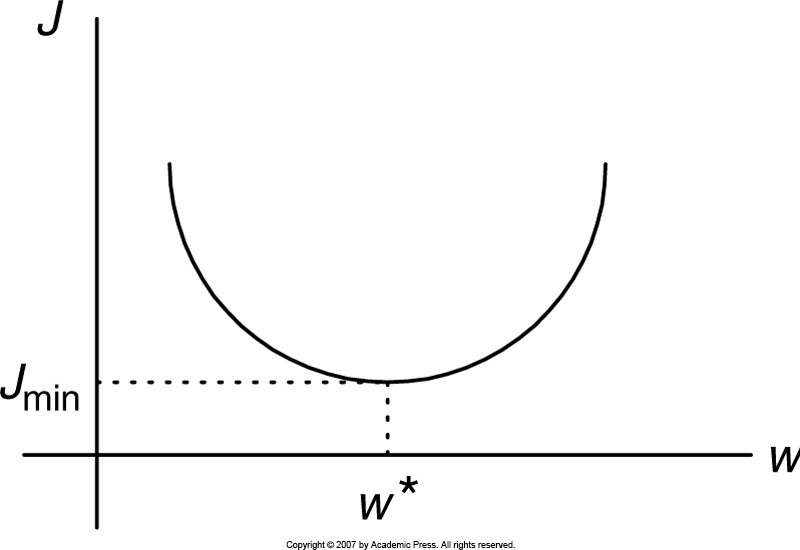 J
J_min
w
w*
Copyright © 2007 by Academic Press. All rights reserved.